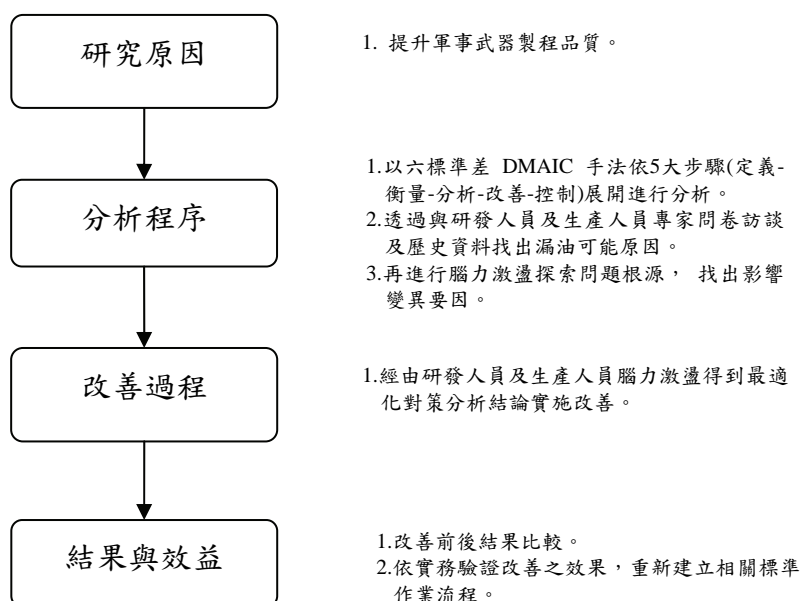 研究原因
1. 提升軍事武器製程品質。
分析程序
1.以六標準差 DMAIC 手法依5大步驟(定義-
衡量-分析-改善-控制)展開進行分析。
2.透過與研發人員及生產人員專家問卷訪談
及歷史資料找出漏油可能原因。
3.再進行腦力激盪探索問題根源， 找出影響
變異要因。
改善過程
1.經由研發人員及生產人員腦力激盪得到最適
化對策分析結論實施改善。
結果與效益
1.改善前後結果比較。
2.依實務驗證改善之效果，重新建立相關標準
作業流程。